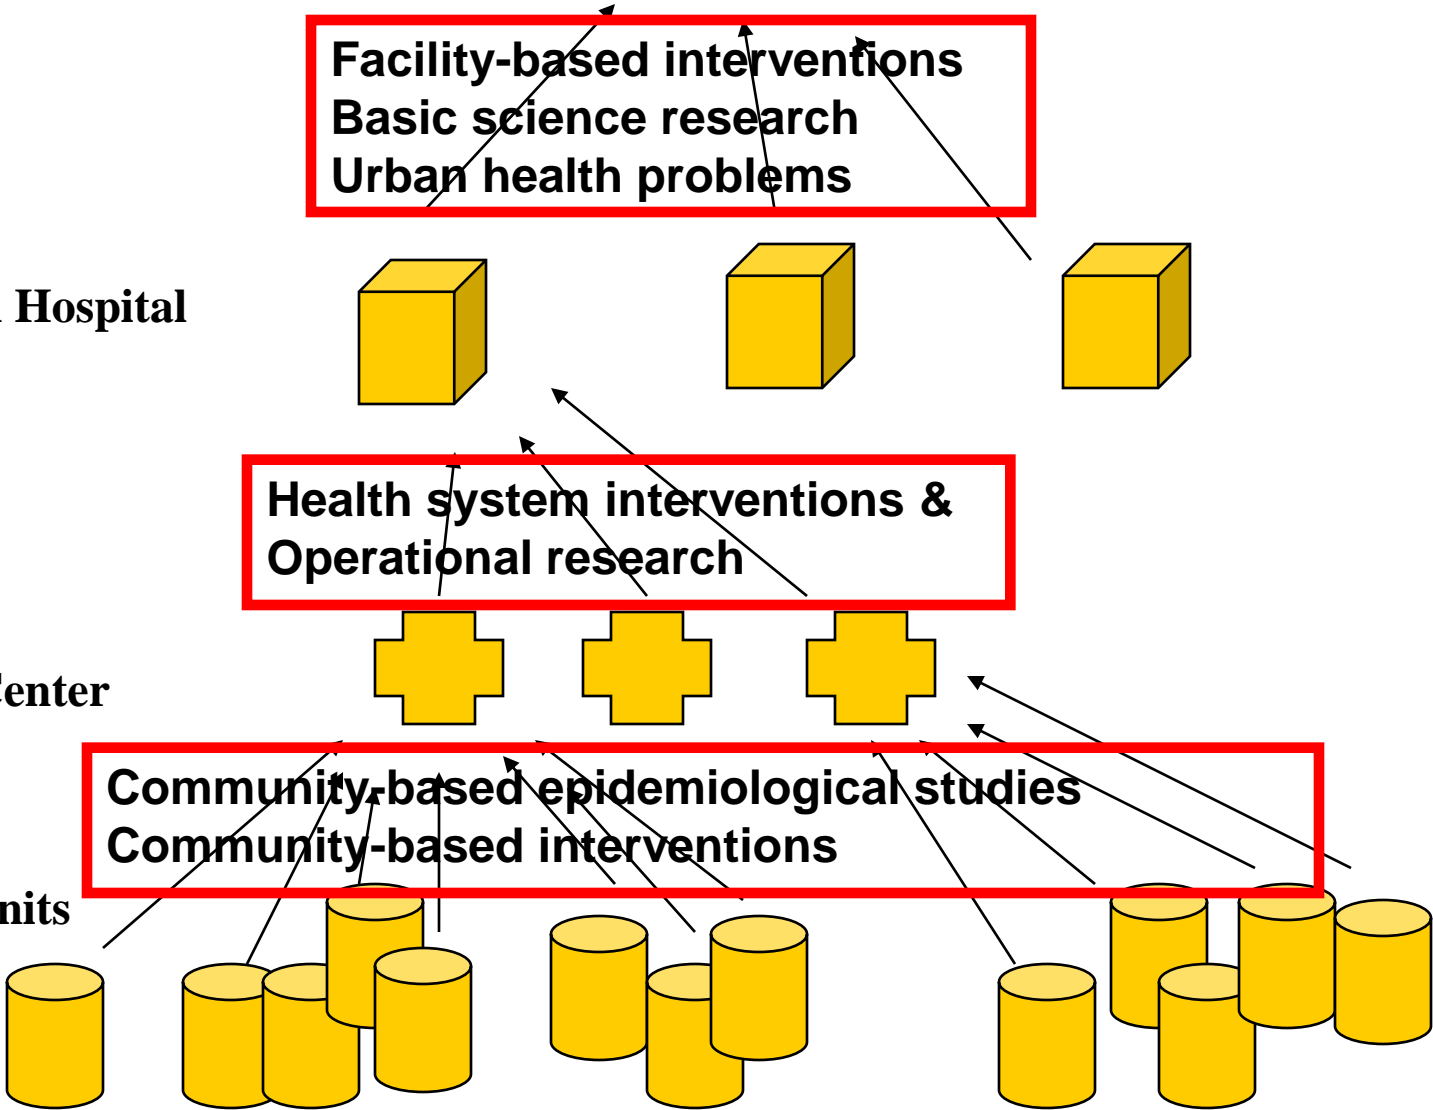 Facility-based interventions
Basic science research
Urban health problems
Hospital
Health system interventions &
Operational research
Center
Community-based epidemiological studies
Community-based interventions
nits